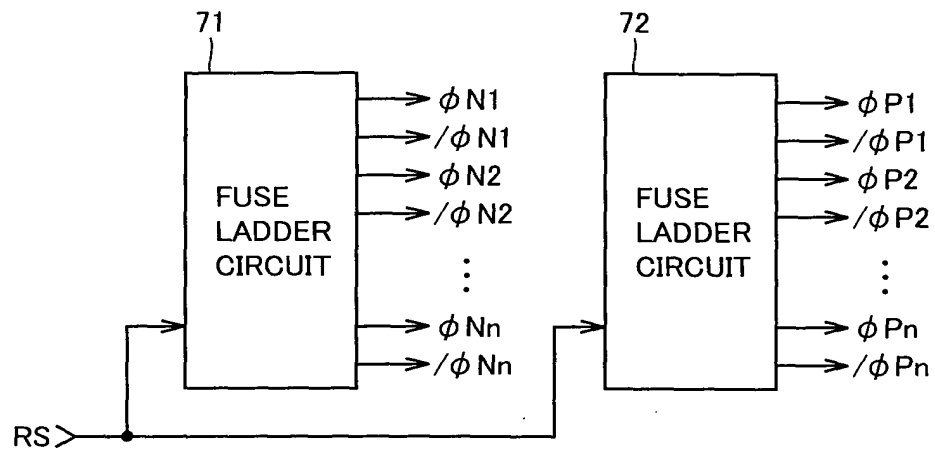 71
FUSE
LADDER
CIRCUIT
φN1
/φN1
φN2
/φN2
⋮
φNn
/φNn
72
FUSE
LADDER
CIRCUIT
φP1
/φP1
φP2
/φP2
⋮
φPn
/φPn
RS